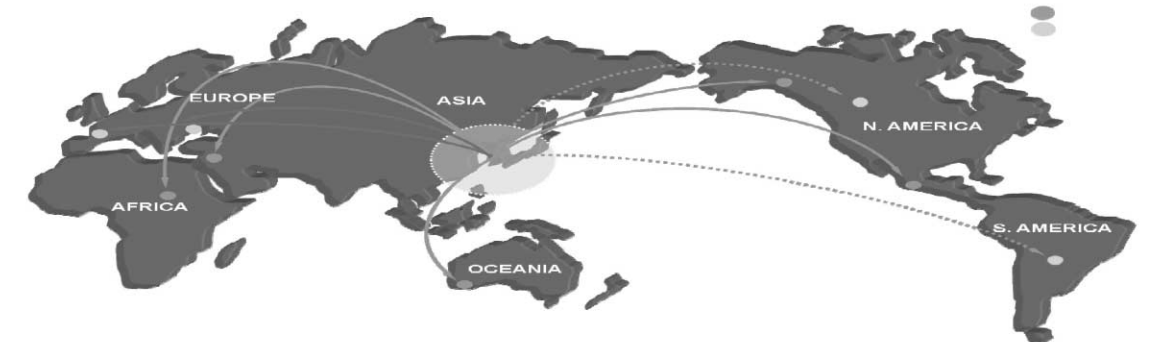 EUROPE
ASIA
N. AMERICA
AFRICA
S. AMERICA
OCEANIA